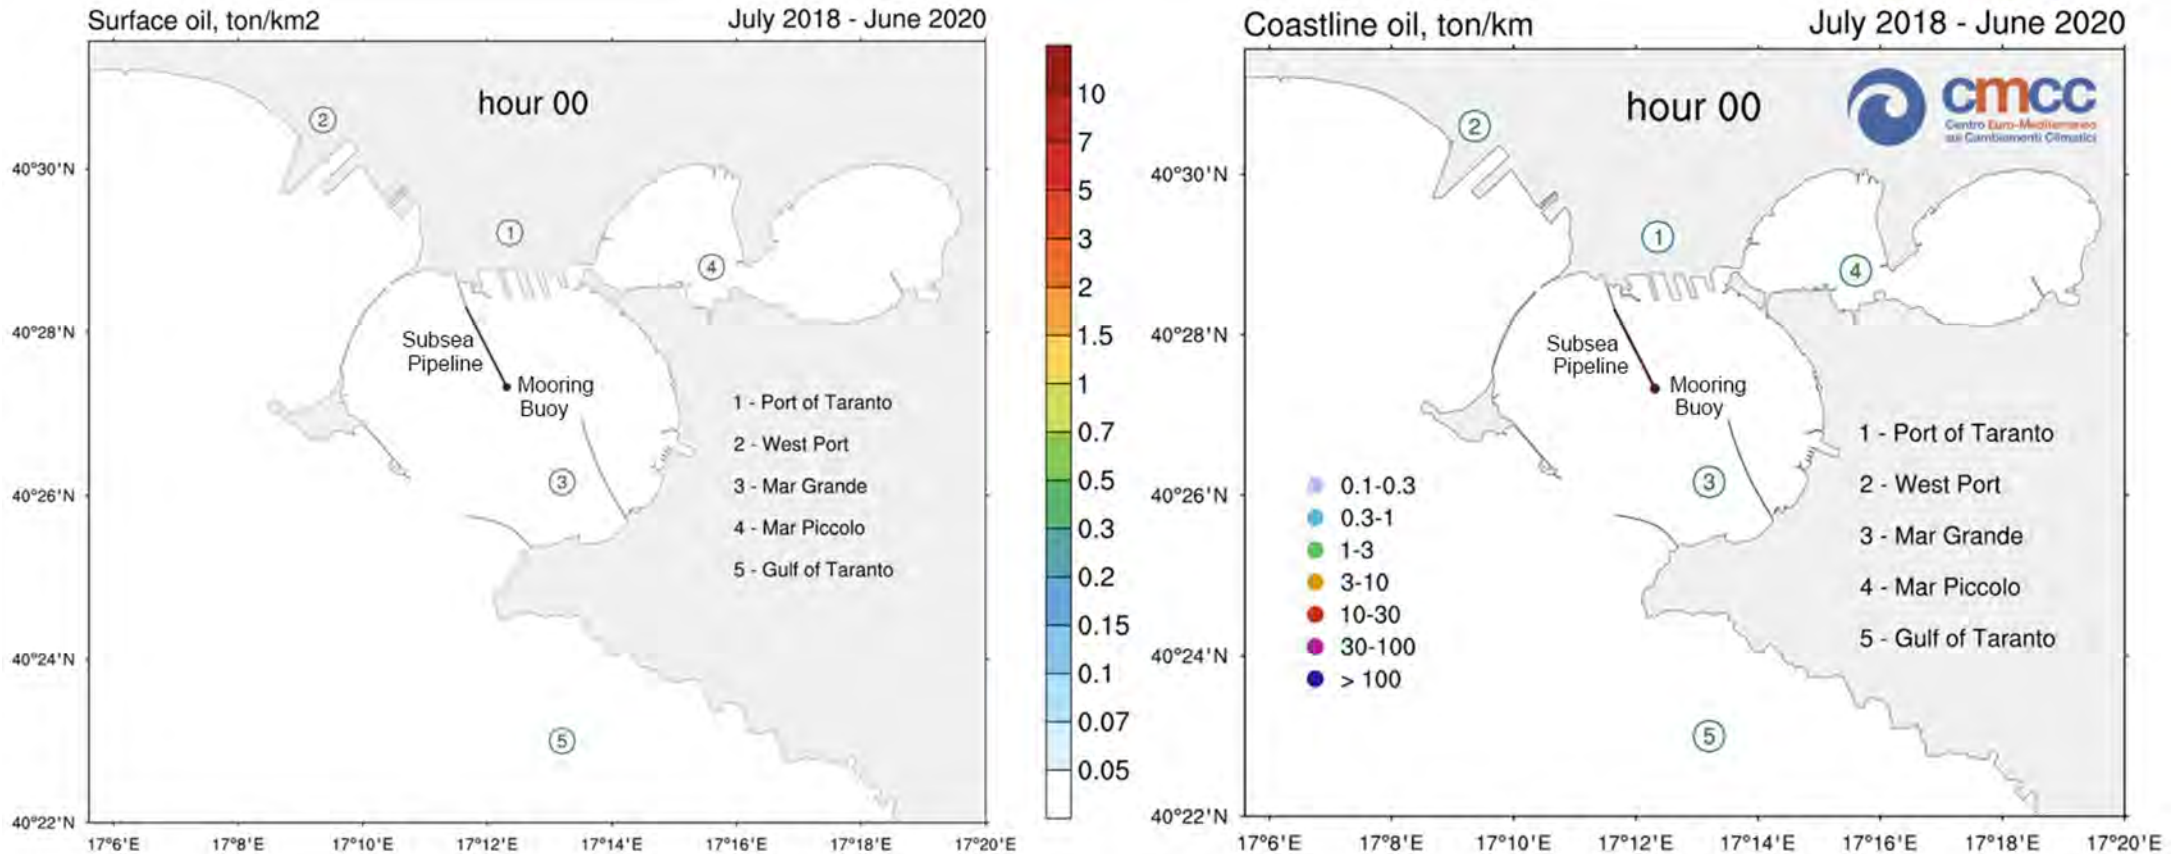 Surface oil, ton/km2
July 2018 - June 2020
hour 00
2
1
4
Subsea
Pipeline
Mooring
Buoy
3
5
1 - Port of Taranto
2 - West Port
3 - Mar Grande
4 - Mar Piccolo
5 - Gulf of Taranto
40°30'N
40°28'N
40°26'N
40°24'N
40°22'N
17°6'E
17°8'E
17°10'E
17°12'E
17°14'E
17°16'E
17°18'E
17°20'E
10
7
5
3
2
1.5
1
0.7
0.5
0.3
0.2
0.15
0.1
0.07
0.05
Coastline oil, ton/km
July 2018 - June 2020
hour 00
cmcc
Centro Euro-Mediterraneo
sui Cambiamenti Climatici
2
1
4
Subsea
Pipeline
Mooring
Buoy
3
5
0.1-0.3
0.3-1
1-3
3-10
10-30
30-100
> 100
1 - Port of Taranto
2 - West Port
3 - Mar Grande
4 - Mar Piccolo
5 - Gulf of Taranto
40°30'N
40°28'N
40°26'N
40°24'N
40°22'N
17°6'E
17°8'E
17°10'E
17°12'E
17°14'E
17°16'E
17°18'E
17°20'E